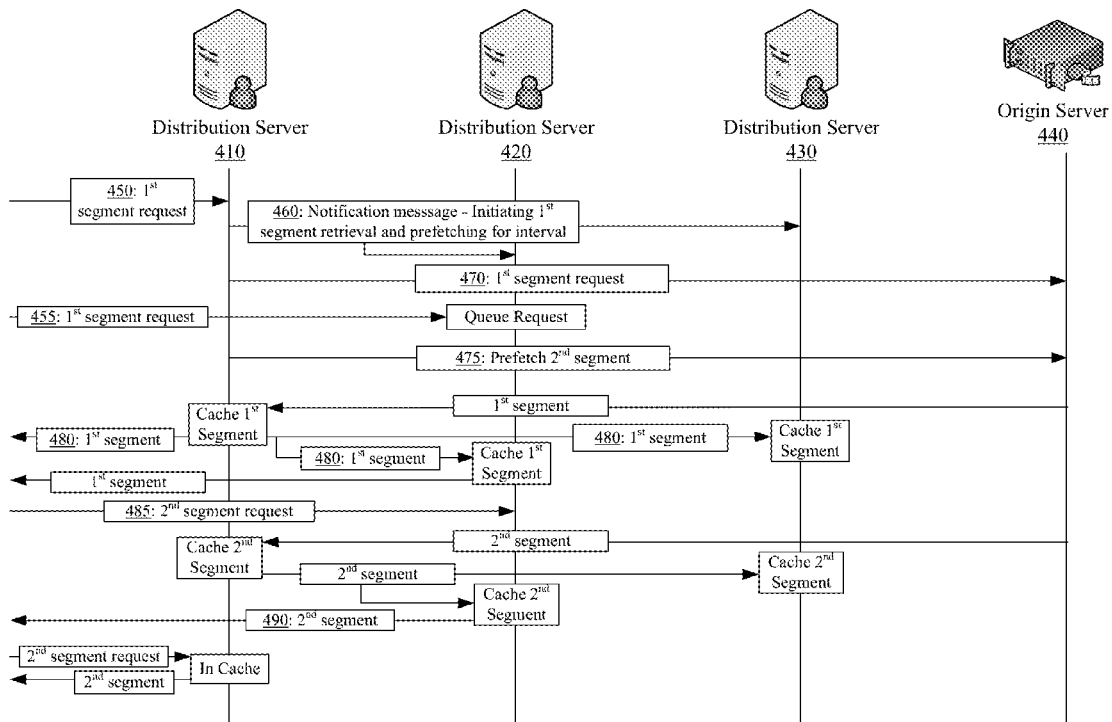 Distribution Server
410
Distribution Server
420
Distribution Server
430
Origin Server
440
450: 1st
segment request
460: Notification messsage - Initiating 1st
segment retrieval and prefetching for interval
470: 1st segment request
455: 1st segment request
Queue Request
475: Prefetch 2nd segment
1st segment
Cache 1st
Segment
480: 1st segment
480: 1st segment
Cache 1st
Segment
480: 1st segment
Cache 1st
Segment
1st segment
485: 2nd segment request
2nd segment
Cache 2nd
Segment
2nd segment
Cache 2nd
Segment
Cache 2nd
Segment
490: 2nd segment
2nd segment request
In Cache
2nd segment